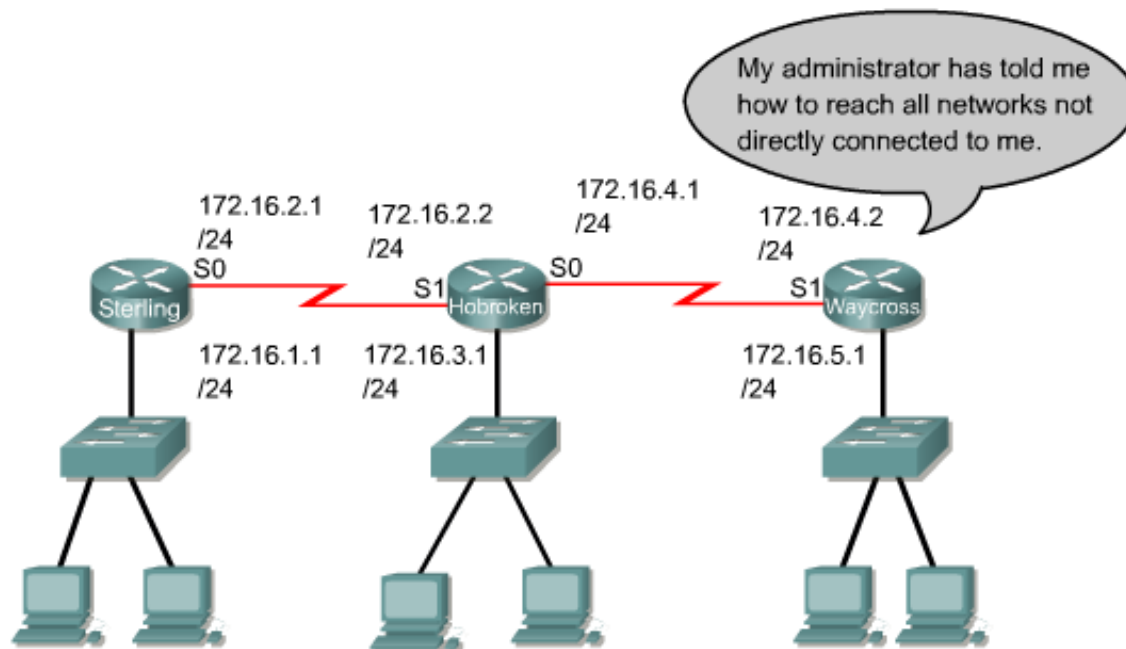 My administrator has told me
how to reach all networks not
directly connected to me.
172.16.2.1
/24
172.16.2.2
/24
172.16.4.1
/24
172.16.4.2
/24
S0
S1
S0
S1
Sterling
Hobroken
Waycross
172.16.1.1
/24
172.16.3.1
/24
172.16.5.1
/24